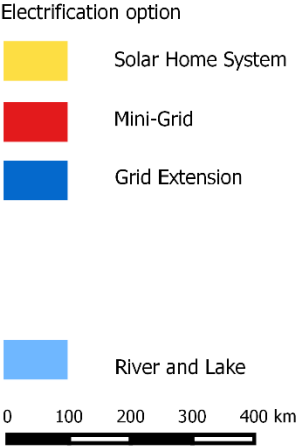 Electrification option
Solar Home System
Mini-Grid
Grid Extension
River and Lake
0 100 200 300 400 km